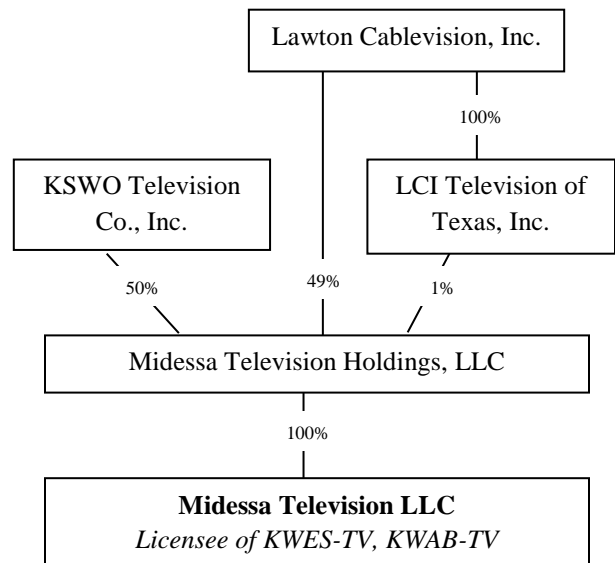 Lawton Cablevision, Inc.
100%
KSWO Television
Co., Inc.
LCI Television of
Texas, Inc.
50%
49%
1%
Midessa Television Holdings, LLC
100%
Midessa Television LLC
Licensee of KWES-TV, KWAB-TV